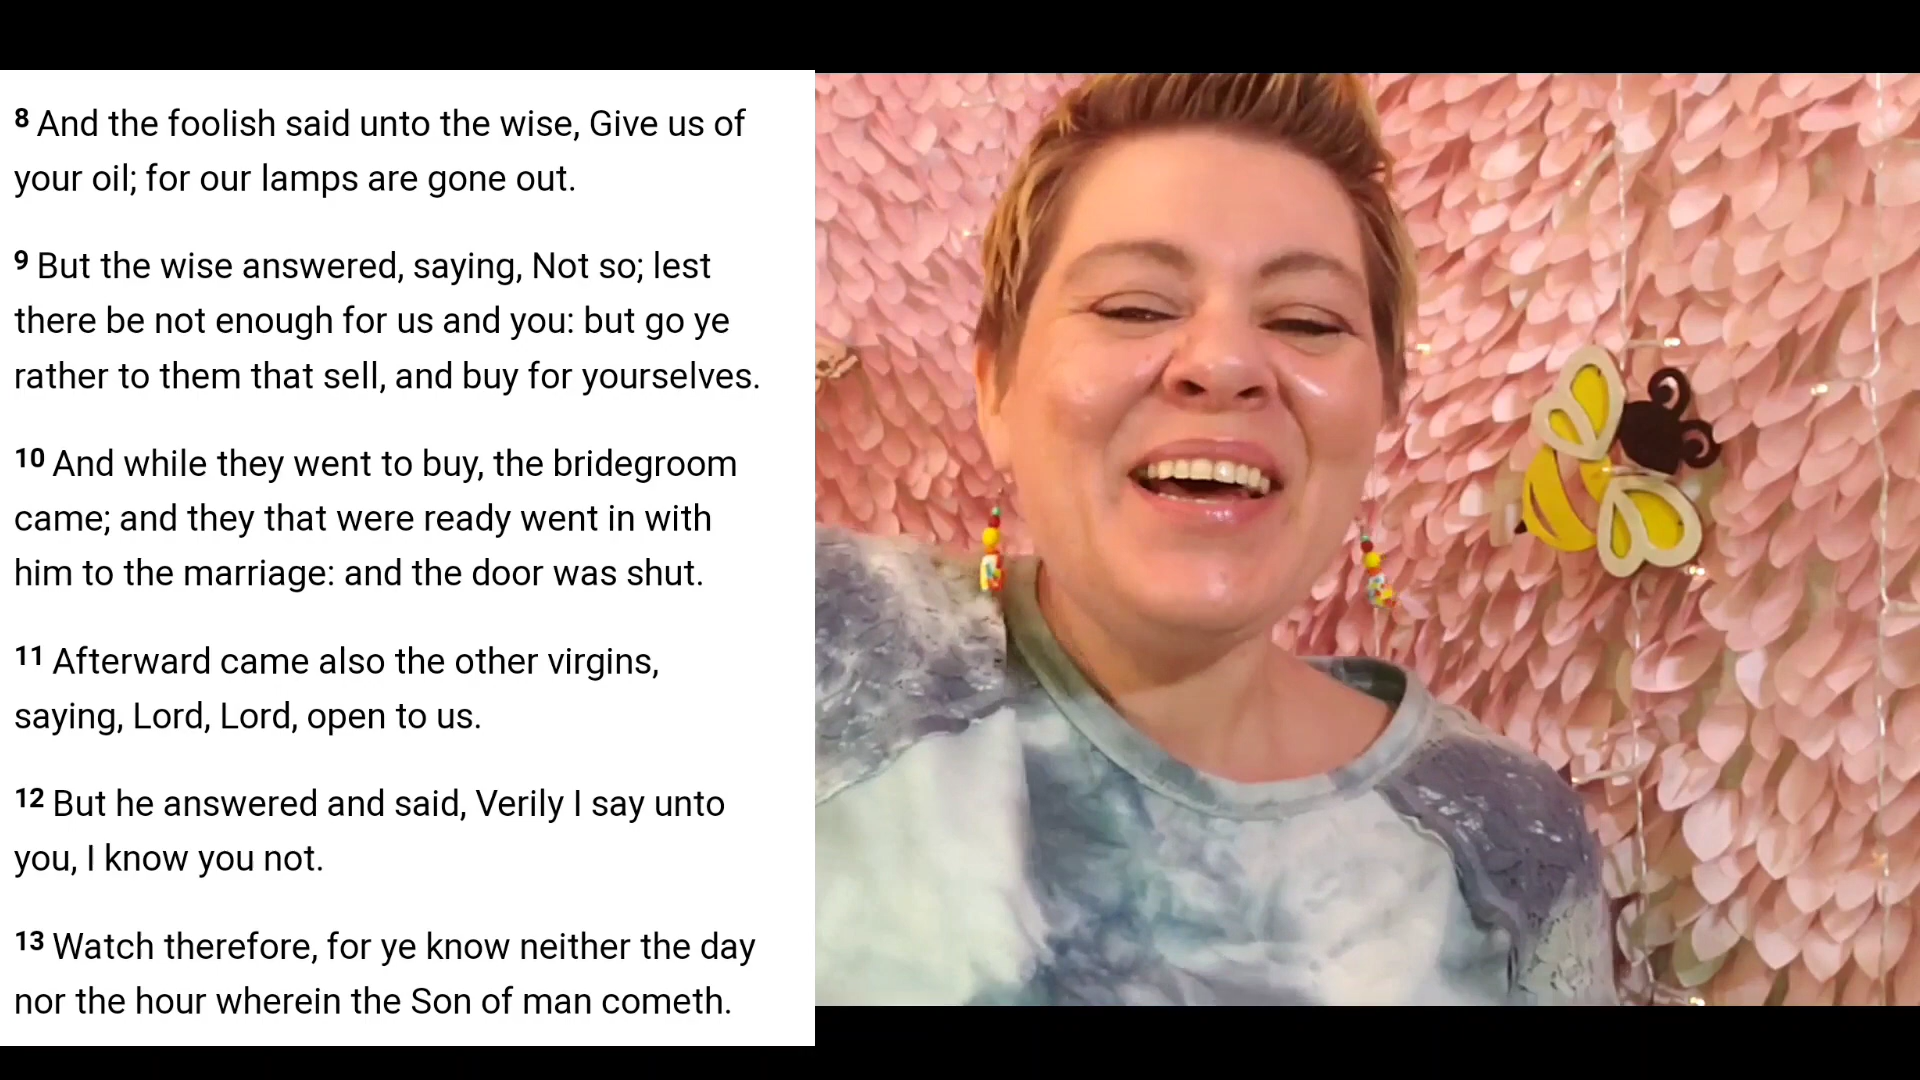 8 And the foolish said unto the wise, Give us of
your oil; for our lamps are gone out.
9 But the wise answered, saying, Not so; lest
there be not enough for us and you: but go ye
rather to them that sell, and buy for yourselves.
10 And while they went to buy, the bridegroom
came; and they that were ready went in with
him to the marriage: and the door was shut.
11 Afterward came also the other virgins,
saying, Lord, Lord, open to us.
12 But he answered and said, Verily I say unto
you, I know you not.
13 Watch therefore, for ye know neither the day
nor the hour wherein the Son of man cometh.